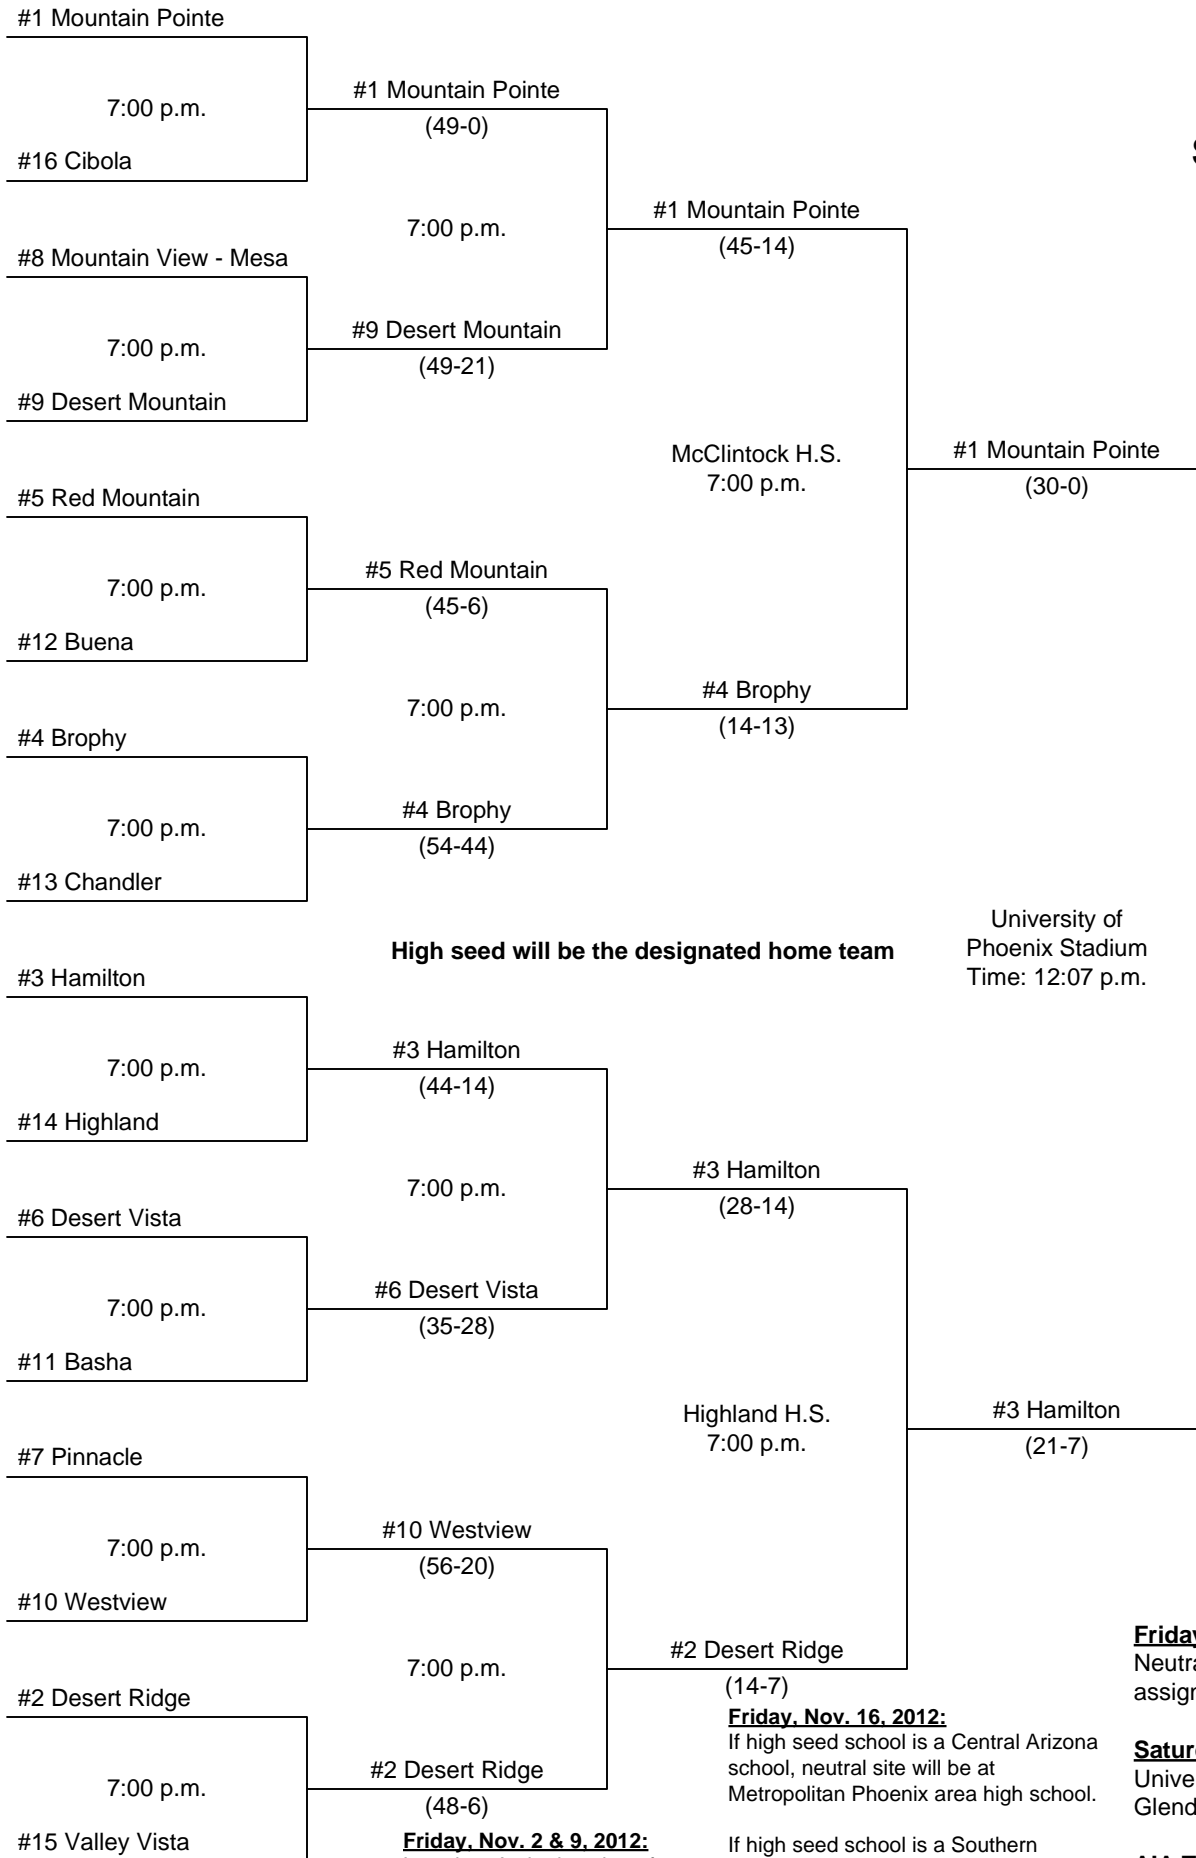 #1 Mountain Pointe
7:00 p.m.
#16 Cibola
#1 Mountain Pointe
(49-0)
#8 Mountain View - Mesa
7:00 p.m.
#9 Desert Mountain
7:00 p.m.
#9 Desert Mountain
(49-21)
#1 Mountain Pointe
(45-14)
#5 Red Mountain
7:00 p.m.
#12 Buena
#5 Red Mountain
(45-6)
#4 Brophy
7:00 p.m.
#13 Chandler
7:00 p.m.
#4 Brophy
(54-44)
McClintock H.S.
7:00 p.m.
#4 Brophy
(14-13)
#1 Mountain Pointe
(30-0)
High seed will be the designated home team
University of
Phoenix Stadium
Time: 12:07 p.m.
#3 Hamilton
7:00 p.m.
#14 Highland
#3 Hamilton
(44-14)
#6 Desert Vista
7:00 p.m.
#11 Basha
7:00 p.m.
#6 Desert Vista
(35-28)
#3 Hamilton
(28-14)
#7 Pinnacle
7:00 p.m.
#10 Westview
#10 Westview
(56-20)
#2 Desert Ridge
7:00 p.m.
#15 Valley Vista
7:00 p.m.
#2 Desert Ridge
(48-6)
Highland H.S.
7:00 p.m.
#2 Desert Ridge
(14-7)
#3 Hamilton
(21-7)
Friday, Nov. 2 & 9, 2012:
Friday, Nov. 16, 2012:
If high seed school is a Central Arizona
school, neutral site will be at
Metropolitan Phoenix area high school.
If high seed school is a Southern